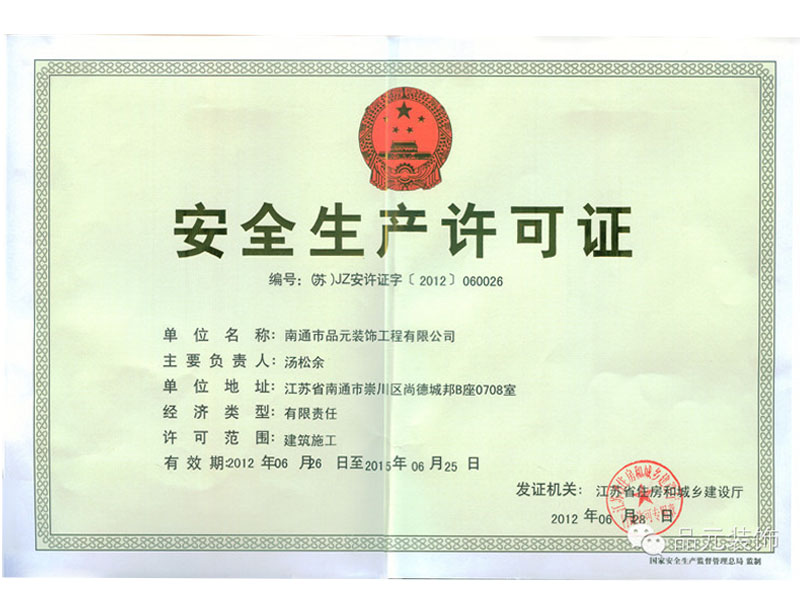 安全生产许可证
编号：(苏)JZ安许证字〔2012〕060026
单位名称：南通市品元装饰工程有限公司
主要负责人：汤松余
单位地址：江苏省南通市崇川区尚德城邦B座0708室
经济类型：有限责任
许可范围：建筑施工
有效期：2012年06月26日至2015年06月25日
发证机关：江苏省住房和城乡建设厅
2012年06月28日
品元装饰
国家安全生产监督管理总局 监制